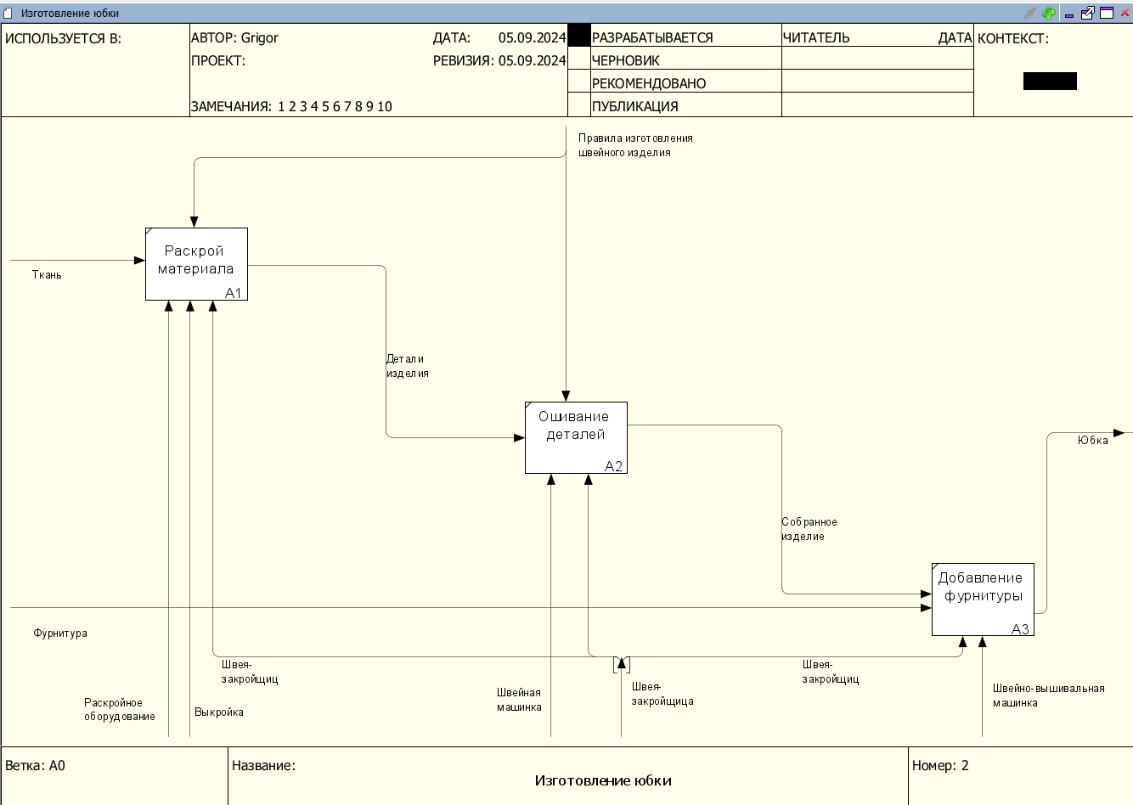 Изготовление юбки
ИСПОЛЬЗУЕТСЯ В:
АВТОР: Grigor
ДАТА: 05.09.2024
РАЗРАБАТЫВАЕТСЯ
ЧИТАТЕЛЬ
ДАТА
КОНТЕКСТ:
ПРОЕКТ:
РЕВИЗИЯ: 05.09.2024
ЧЕРНОВИК
РЕКОМЕНДОВАНО
ЗАМЕЧАНИЯ: 1 2 3 4 5 6 7 8 9 10
ПУБЛИКАЦИЯ
Правила изготовления
швейного изделия
Раскрой
материала
A1
Ткань
Детали
изделия
Ошивание
деталей
A2
Юбка
Собранное
изделие
Добавление
фурнитуры
A3
Фурнитура
Швея-
закройщиц
Швея-
закройщица
Швея-
закройщиц
Раскройное
оборудование
Выкройка
Швейная
машинка
Швейно-вышивальная
машинка
Ветка: A0
Название:
Изготовление юбки
Номер: 2